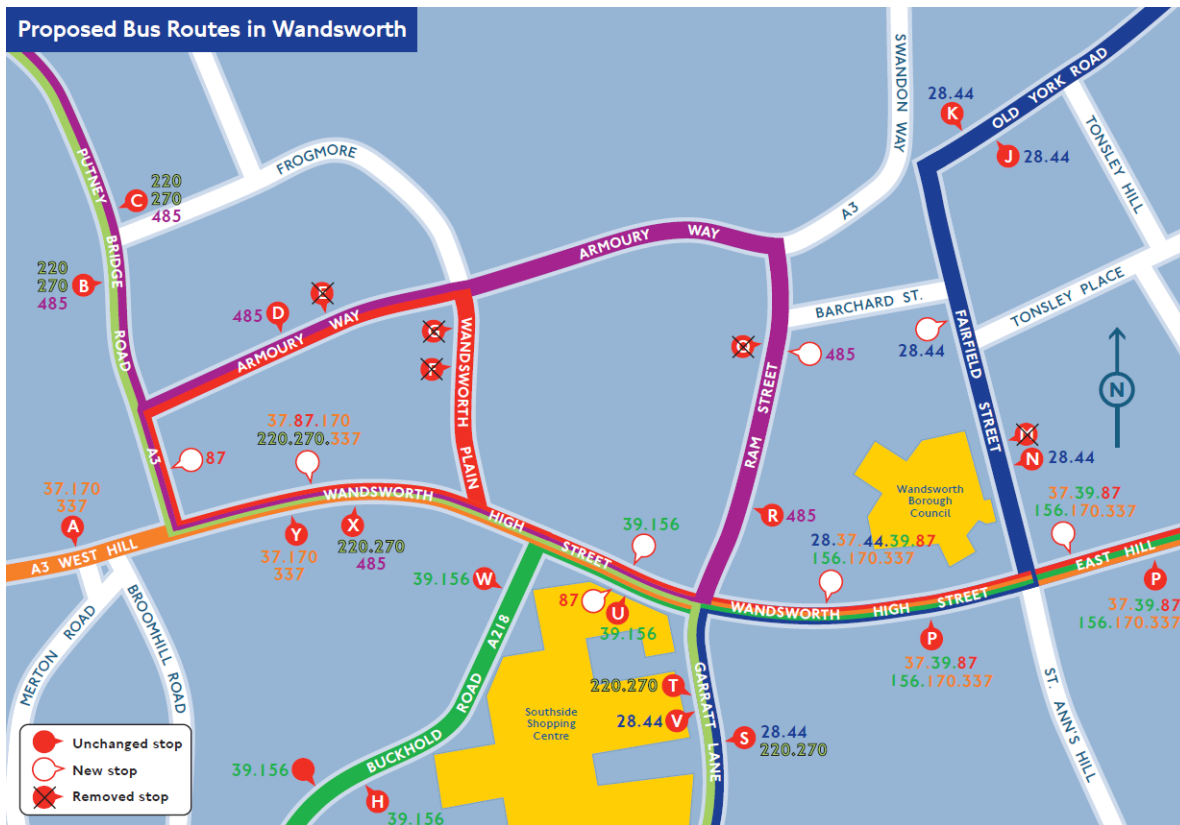 Proposed Bus Routes in Wandsworth
SWANDON WAY
28.44
K
OLD YORK ROAD
J
28.44
TONSLEY HILL
PUTNEY BRIDGE ROAD
FROGMORE
C
220
270
485
A3
ARMOURY WAY
TONSLEY PLACE
220
270
485
B
485
D
ARMOURY WAY
WANDSWORTH PLAIN
F
BARCHARD ST.
28.44
FAIRFIELD STREET
N
485
RAM STREET
A3
87
37.87.170
220.270.337
WANDSWORTH HIGH STREET
M
N
28.44
Wandsworth
Borough
Council
37.39.87
156.170.337
37.170
337
A
A3 WEST HILL
Y
37.170
337
X
220.270
485
39.156
R
485
28.37.44.39.87
156.170.337
EAST HILL
P
37.39.87
156.170.337
39.156
W
87
U
39.156
WANDSWORTH HIGH STREET
P
37.39.87
156.170.337
MERTON ROAD
BROOMHILL ROAD
BUCKHOLD ROAD A218
Southside
Shopping
Centre
220.270
T
28.44
V
GARRATT LANE
S
28.44
220.270
ST. ANN'S HILL
39.156
H
39.156
Unchanged stop
New stop
Removed stop